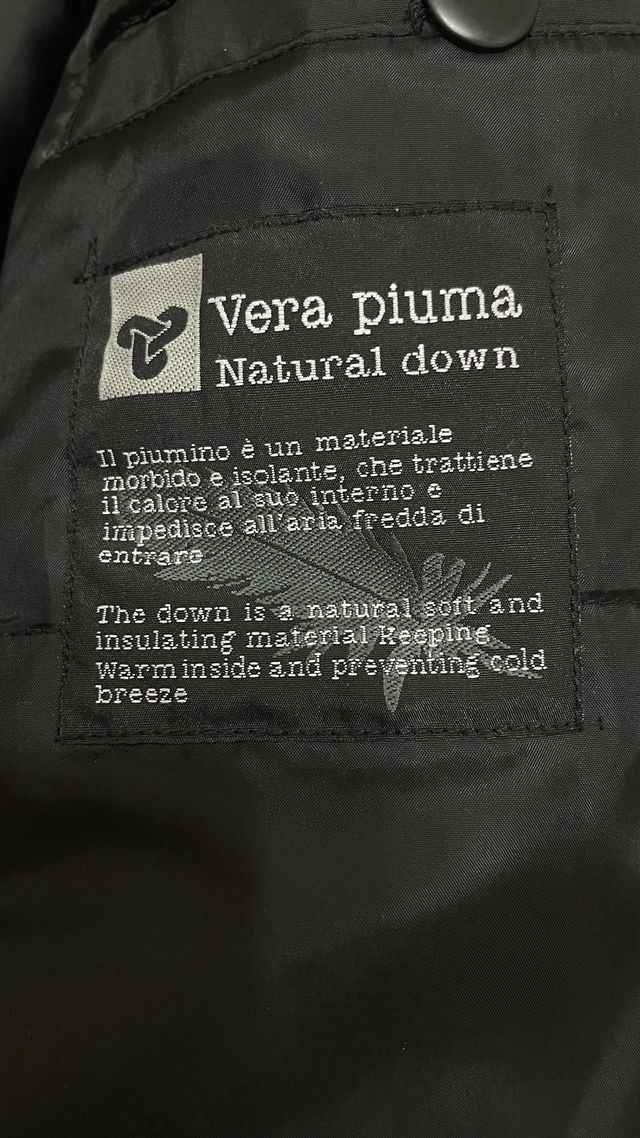 Vera piuma
Natural down
Il piumino è un materiale
morbido e isolante, che trattiene
il calore al suo interno e
impedisce all'aria fredda di
entrare
The down is a natural soft and
insulating material Keeping
Warm inside and preventing cold
breeze